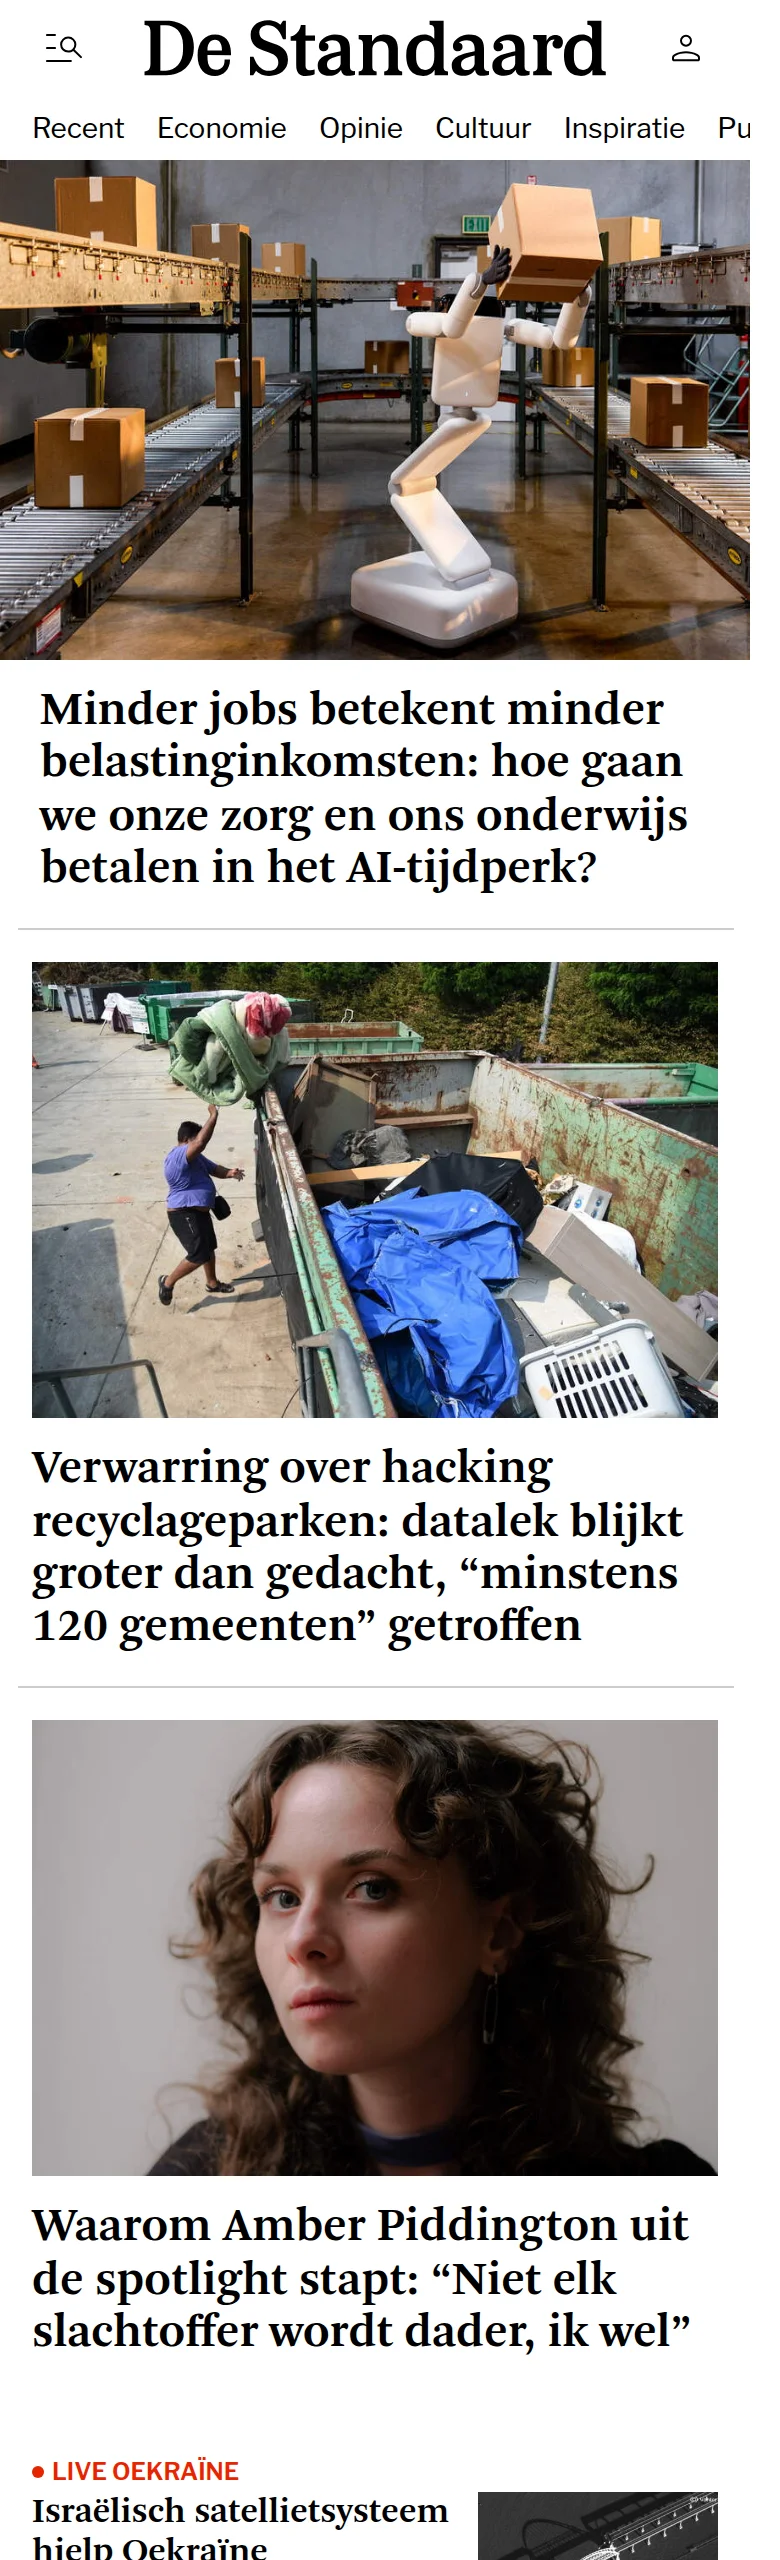 De Standaard
Recent Economie Opinie Cultuur Inspiratie Pu
EXIT
Minder jobs betekent minder
belastinginkomsten: hoe gaan
we onze zorg en ons onderwijs
betalen in het AI-tijdperk?
Verwarring over hacking
recyclageparken: datalek blijkt
groter dan gedacht, “minstens
120 gemeenten” getroffen
Waarom Amber Piddington uit
de spotlight stapt: “Niet elk
slachtoffer wordt dader, ik wel”
LIVE OEKRAÏNE
Israëlisch satellietsysteem
hielp Oekraïne